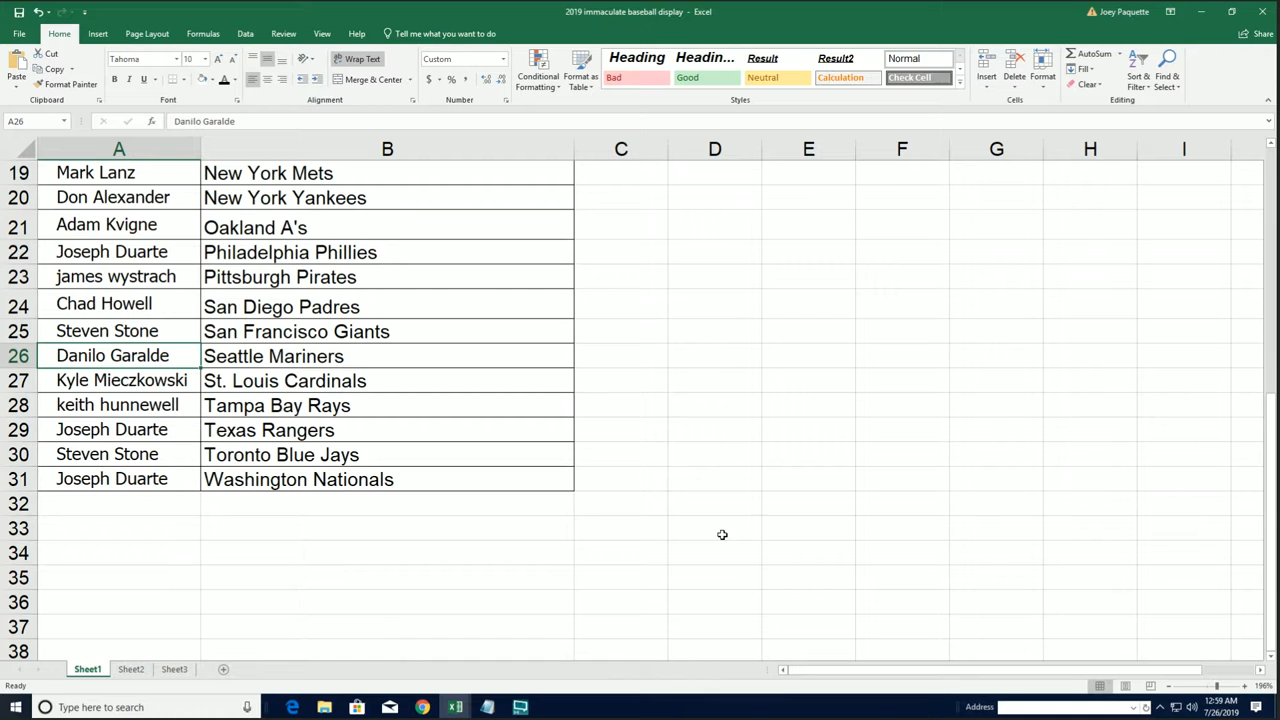 2019 immaculate baseball display - Excel
Joey Paquette
File Home Insert Page Layout Formulas Data Review View Help Tell me what you want to do Share
Paste
Cut
Copy
Format Painter
Clipboard
Tahoma 10
B I U
Font
Wrap Text
Merge & Center
Alignment
Custom
$ % ,
Number
Conditional Formatting
Format as Table
Heading Headin... Result Result2 Normal
Bad Good Neutral Calculation Check Cell
Styles
Insert Delete Format
Cells
AutoSum
Fill
Clear
Sort & Filter
Find & Select
Editing
A26 fx Danilo Garalde
A B C D E F G H I
19 Mark Lanz New York Mets
20 Don Alexander New York Yankees
21 Adam Kvigne Oakland A's
22 Joseph Duarte Philadelphia Phillies
23 james wystrach Pittsburgh Pirates
24 Chad Howell San Diego Padres
25 Steven Stone San Francisco Giants
26 Danilo Garalde Seattle Mariners
27 Kyle Mieczkowski St. Louis Cardinals
28 keith hunnewell Tampa Bay Rays
29 Joseph Duarte Texas Rangers
30 Steven Stone Toronto Blue Jays
31 Joseph Duarte Washington Nationals
32
33
34
35
36
37
38
Sheet1 Sheet2 Sheet3
Ready 196%
Type here to search
Address
12:59 AM
7/26/2019